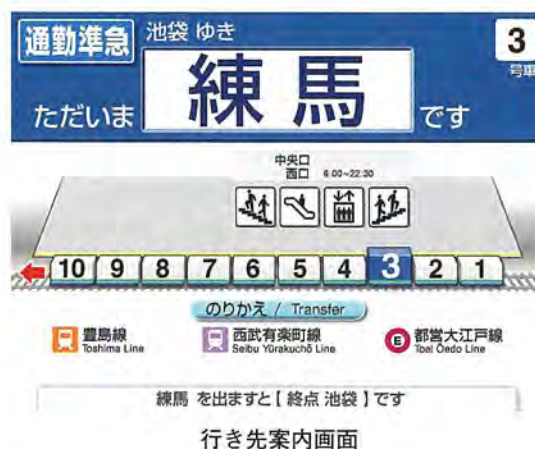 通勤準急
池袋 ゆき
3
号車
ただいま 練馬 です
中央口
西口 6:00~22:30
10 9 8 7 6 5 4 3 2 1
のりかえ / Transfer
豊島線
Toshima Line
西武有楽町線
Seibu Yūrakuchō Line
E
都営大江戸線
Toei Ōedo Line
練馬 を出ますと【 終点 池袋 】です
行き先案内画面